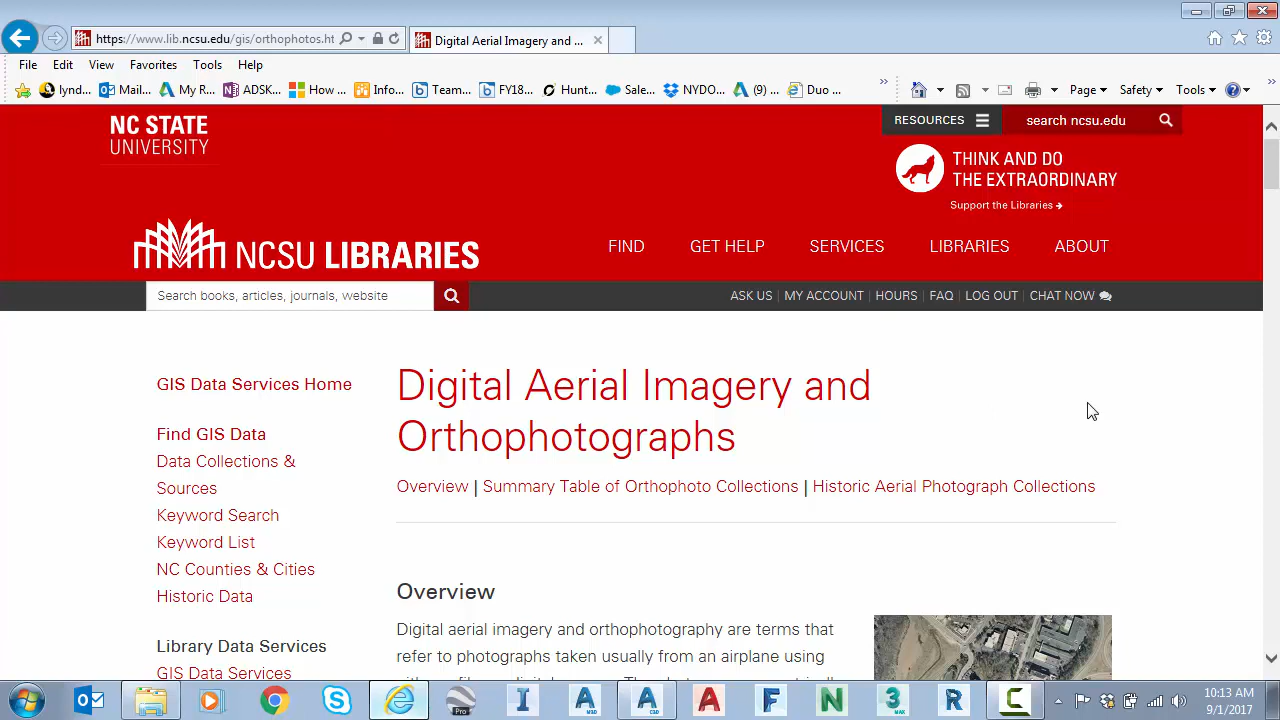 https://www.lib.ncsu.edu/gis/orthophotos.ht
Digital Aerial Imagery and ...
File Edit View Favorites Tools Help
lynd... Mail... My R... ADSK... How ... Info... Team... FY18... Hunt... Sale... NYDO... (9) ... Duo ... Page Safety Tools
NC STATE
UNIVERSITY
RESOURCES
search ncsu.edu
THINK AND DO
THE EXTRAORDINARY
Support the Libraries
NCSU LIBRARIES
FIND GET HELP SERVICES LIBRARIES ABOUT
Search books, articles, journals, website
ASK US | MY ACCOUNT | HOURS | FAQ | LOG OUT | CHAT NOW
GIS Data Services Home
Find GIS Data
Data Collections &
Sources
Keyword Search
Keyword List
NC Counties & Cities
Historic Data
Library Data Services
GIS Data Services
Digital Aerial Imagery and
Orthophotographs
Overview | Summary Table of Orthophoto Collections | Historic Aerial Photograph Collections
Overview
Digital aerial imagery and orthophotography are terms that
refer to photographs taken usually from an airplane using
Pro I A M3D A C3D A F N 3 MAX R C
10:13 AM
9/1/2017